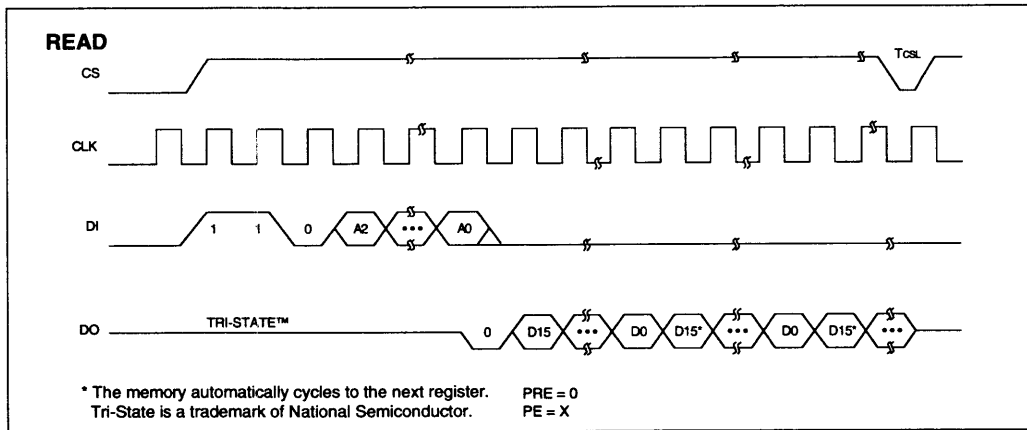 READ
CS
TCSL
CLK
DI
1 1 0 A2 ••• A0
DO
TRI-STATE™
0 D15 ••• D0 D15* ••• D0 D15* •••
* The memory automatically cycles to the next register. PRE = 0
Tri-State is a trademark of National Semiconductor. PE = X